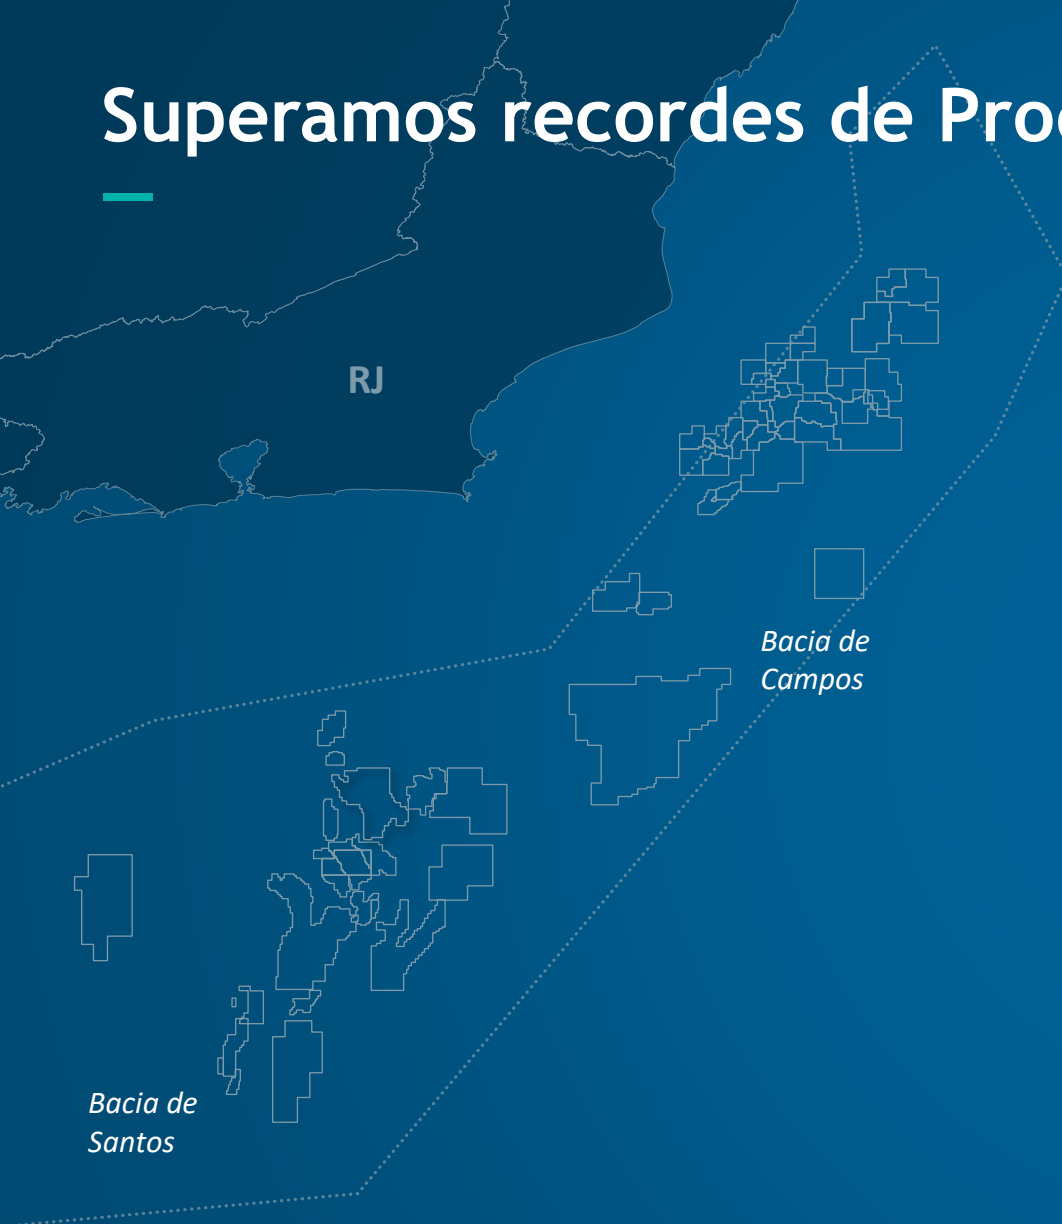 Superamos recordes de
RJ
Bacia de
Campos
Bacia de
Santos